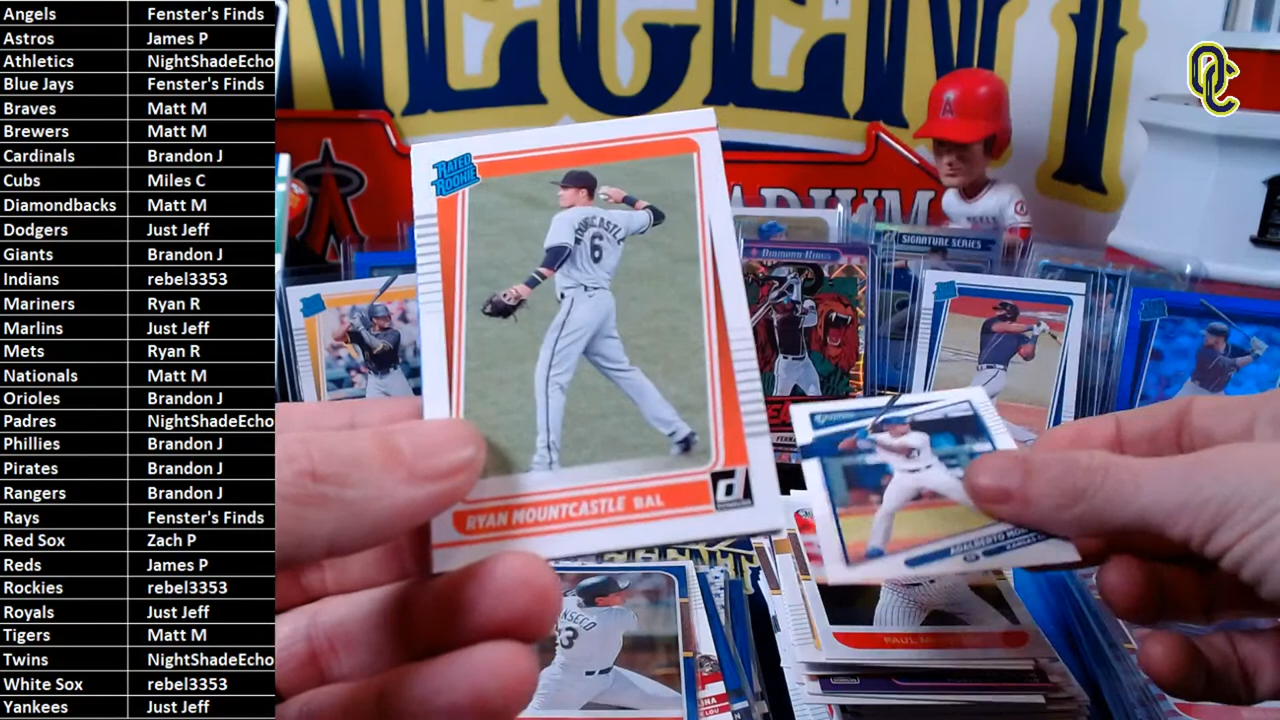 Angels Fenster's Finds
Astros James P
Athletics NightShadeEcho
Blue Jays Fenster's Finds
Braves Matt M
Brewers Matt M
Cardinals Brandon J
Cubs Miles C
Diamondbacks Matt M
Dodgers Just Jeff
Giants Brandon J
Indians rebel3353
Mariners Ryan R
Marlins Just Jeff
Mets Ryan R
Nationals Matt M
Orioles Brandon J
Padres NightShadeEcho
Phillies Brandon J
Pirates Brandon J
Rangers Brandon J
Rays Fenster's Finds
Red Sox Zach P
Reds James P
Rockies rebel3353
Royals Just Jeff
Tigers Matt M
Twins NightShadeEcho
White Sox rebel3353
Yankees Just Jeff
OC
A
SIGNATURE SERIES
DIAMOND KINGS
RATED
ROOKIE
MOUNTCASTLE
6
RYAN MOUNTCASTLE BAL
d
ADALBERTO
PAUL